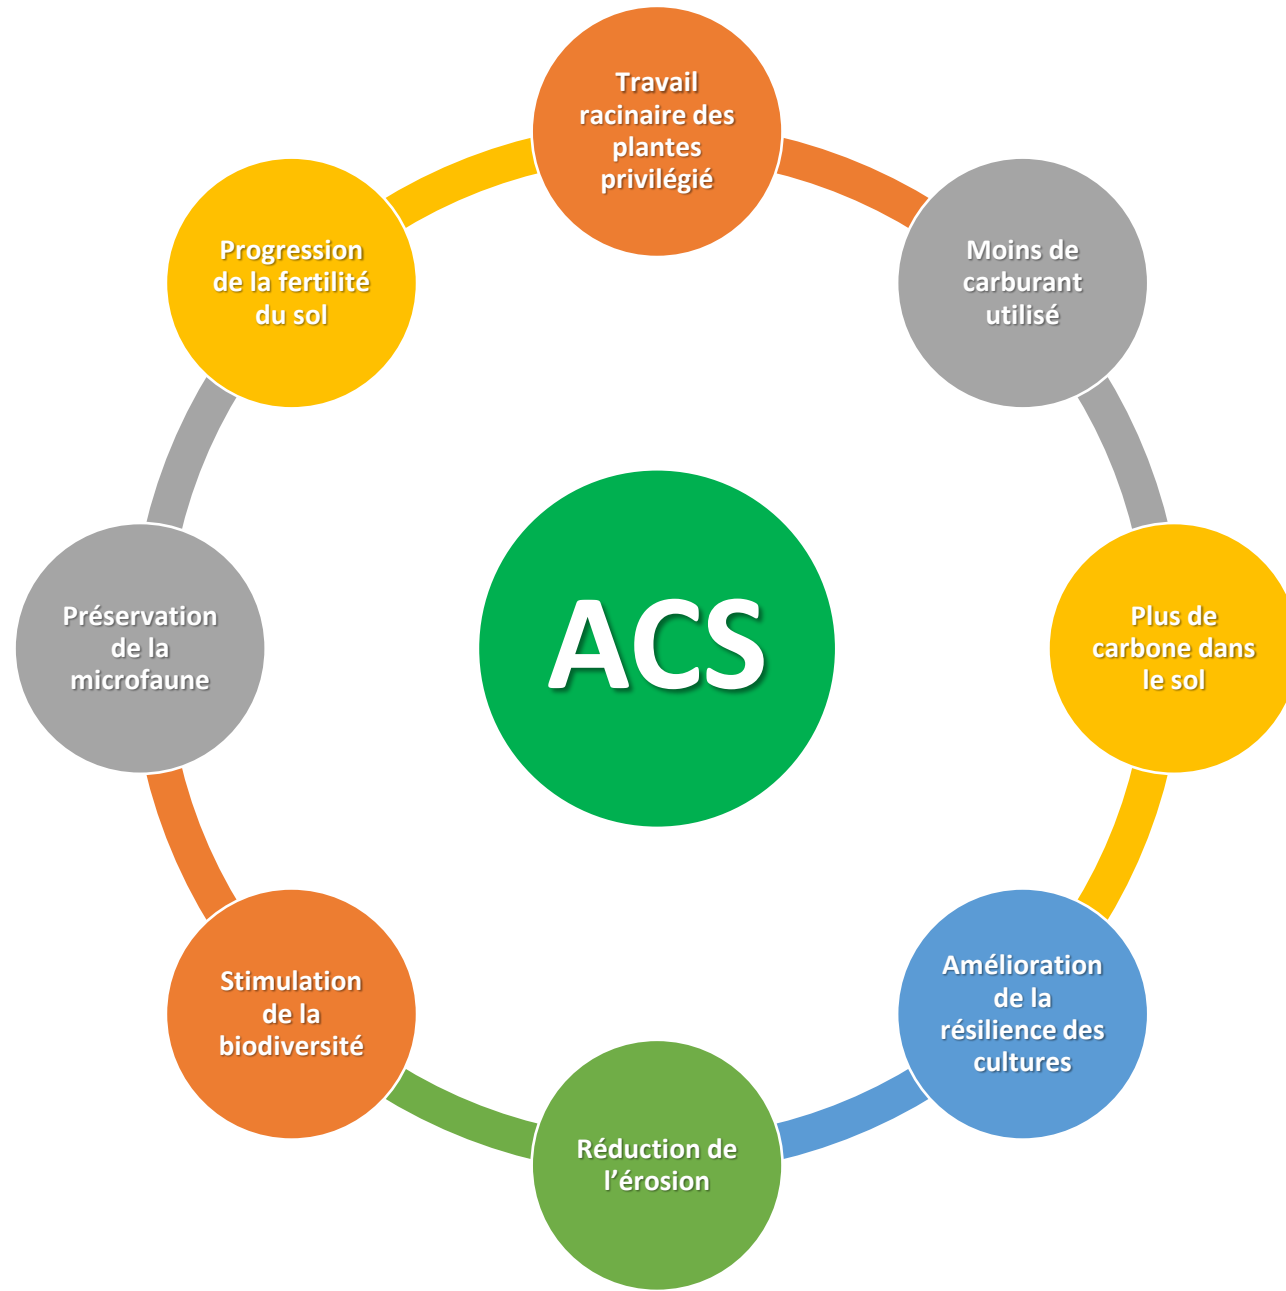 Travail
racinaire des
plantes
privilégié
Moins de
carburant
utilisé
Plus de
carbone dans
le sol
Amélioration
de la
résilience des
cultures
Réduction de
l’érosion
Stimulation
de la
biodiversité
Préservation
de la
microfaune
Progression
de la fertilité
du sol
ACS